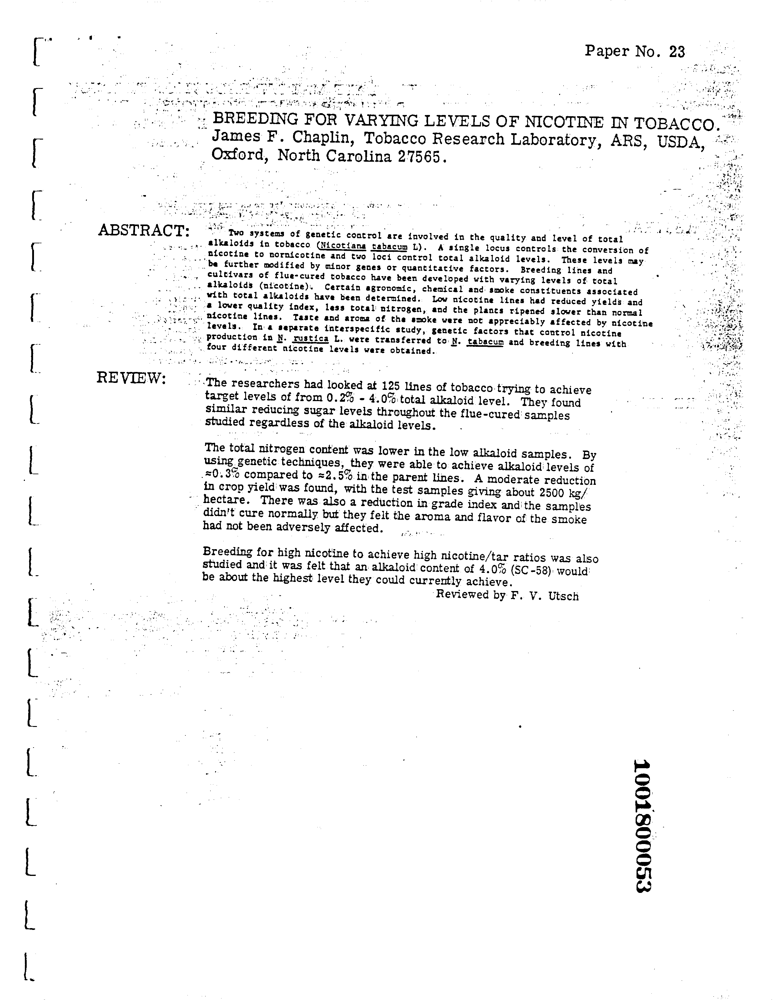 Paper No. 23
BREEDING FOR VARYING LEVELS OF NICOTINE IN TOBACCO.
James F. Chaplin, Tobacco Research Laboratory, ARS, USDA,
Oxford, North Carolina 27565.
ABSTRACT:
Two systems of genetic control are involved in the quality and level of total
alkaloids in tobacco (Nicotiana tabacum L). A single locus controls the conversion of
nicotine to nornicotine and two loci control total alkaloid levels. These levels may
be further modified by minor genes or quantitative factors. Breeding lines and
cultivars of flue-cured tobacco have been developed with varying levels of total
alkaloids (nicotine). Certain agronomic, chemical and smoke constituents associated
with total alkaloids have been determined. Low nicotine lines had reduced yields and
a lower quality index, less total nitrogen, and the plants ripened slower than normal
nicotine lines. Taste and aroma of the smoke were not appreciably affected by nicotine
levels. In a separate interspecific study, genetic factors that control nicotine
production in N. rustica L. were transferred to N. tabacum and breeding lines with
four different nicotine levels were obtained.
REVIEW:
The researchers had looked at 125 lines of tobacco trying to achieve
target levels of from 0.2% - 4.0% total alkaloid level. They found
similar reducing sugar levels throughout the flue-cured samples
studied regardless of the alkaloid levels.
The total nitrogen content was lower in the low alkaloid samples. By
using genetic techniques, they were able to achieve alkaloid levels of
≈0.3% compared to ≈2.5% in the parent lines. A moderate reduction
in crop yield was found, with the test samples giving about 2500 kg/
hectare. There was also a reduction in grade index and the samples
didn't cure normally but they felt the aroma and flavor of the smoke
had not been adversely affected.
Breeding for high nicotine to achieve high nicotine/tar ratios was also
studied and it was felt that an alkaloid content of 4.0% (SC-58) would
be about the highest level they could currently achieve.
Reviewed by F. V. Utsch
1001800053